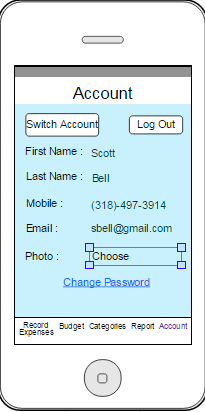 Account
Switch Account Log Out
First Name : Scott
Last Name : Bell
Mobile : (318)-497-3914
Email : sbell@gmail.com
Photo : Choose
Change Password
Record Expenses Budget Categories Report Account